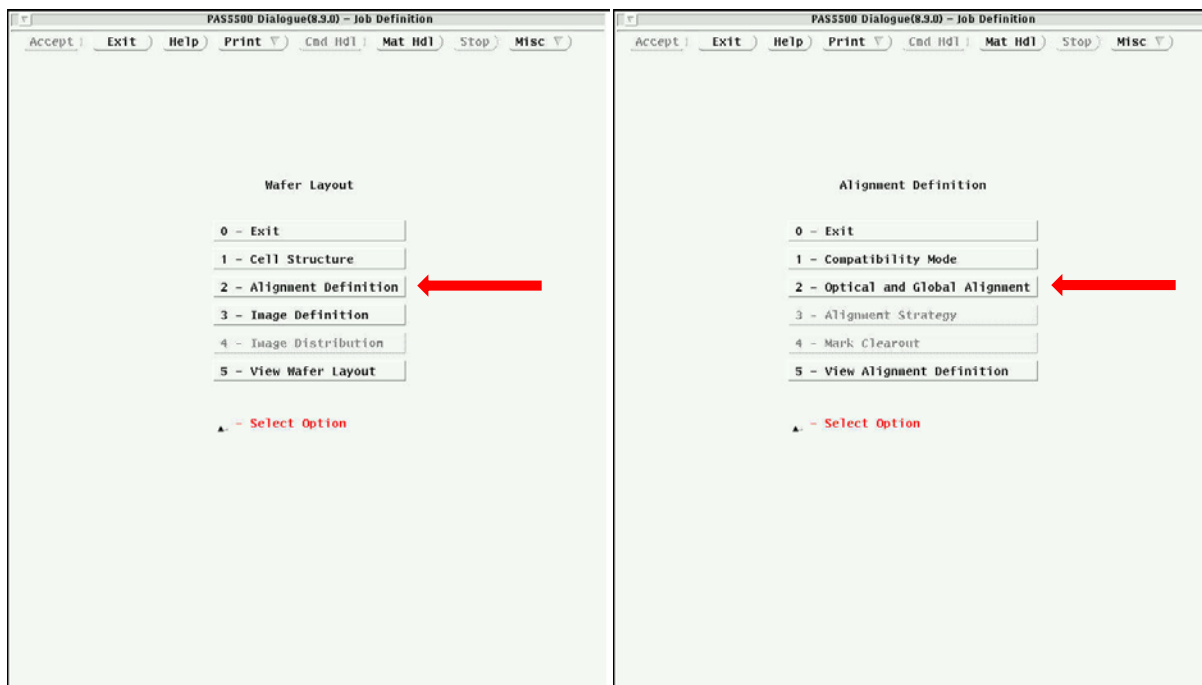 PAS5500 Dialogue(8.9.0) – Job Definition
Accept Exit Help Print Cmd Hdl Mat Hdl Stop Misc
Wafer Layout
0 - Exit
1 - Cell Structure
2 - Alignment Definition
3 - Image Definition
4 - Image Distribution
5 - View Wafer Layout
- Select Option
PAS5500 Dialogue(8.9.0) – Job Definition
Accept Exit Help Print Cmd Hdl Mat Hdl Stop Misc
Alignment Definition
0 - Exit
1 - Compatibility Mode
2 - Optical and Global Alignment
3 - Alignment Strategy
4 - Mark Clearout
5 - View Alignment Definition
- Select Option